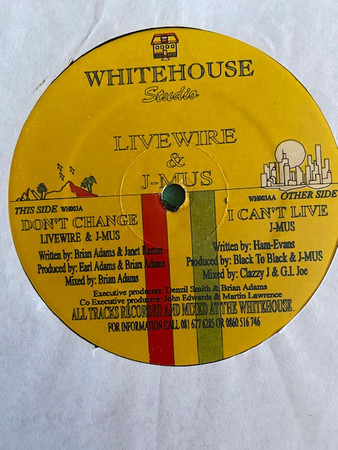 WHITEHOUSE
Studio
LIVEWIRE
&
J-MUS
THIS SIDE WH003A
DON'T CHANGE
LIVEWIRE & J-MUS
Written by: Brian Adams & Janet
Produced by: Earl Adams & Brian Adams
Mixed by: Brian Adams
WH003AA OTHER SIDE
I CAN'T LIVE
J-MUS
Written by: Ham-Evans
Produced by: Black To Black & J-MUS
Mixed by: Clazzy J & G.I. Joe
Executive producers: Denzil Smith & Brian Adams
Co Executive producers: John Edwards & Martin Lawrence
ALL TRACKS RECORDED AND MIXED AT THE WHITEHOUSE.
FOR INFORMATION CALL 081 677 6285 OR 0860 516 746